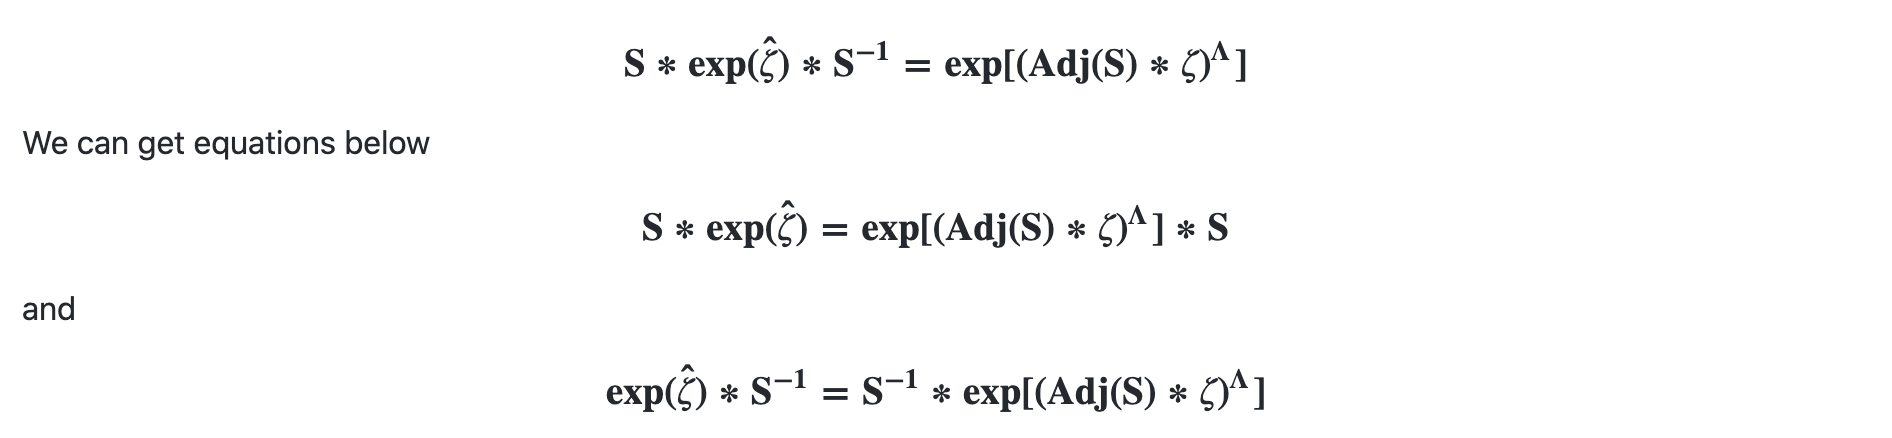 S ∗ exp(ζ̂) ∗ S⁻¹ = exp[(Adj(S) ∗ ζ)^Λ]
We can get equations below
S ∗ exp(ζ̂) = exp[(Adj(S) ∗ ζ)^Λ] ∗ S
and
exp(ζ̂) ∗ S⁻¹ = S⁻¹ ∗ exp[(Adj(S) ∗ ζ)^Λ]